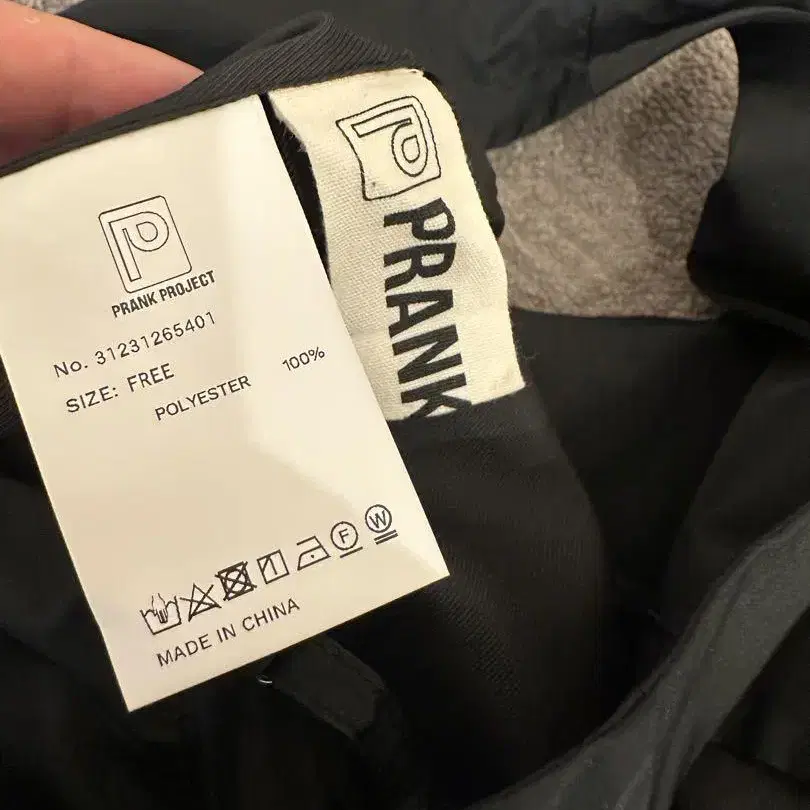 PRANK PROJECT
No. 31231265401
SIZE: FREE
POLYESTER 100%
F W
MADE IN CHINA
PRANK